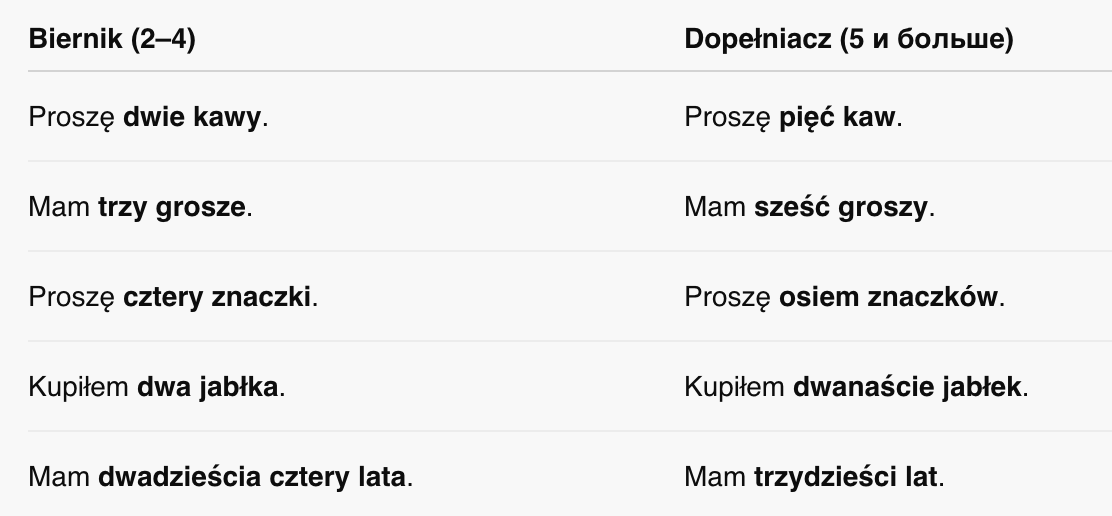 Biernik (2–4) Dopełniacz (5 и больше)
Proszę dwie kawy. Proszę pięć kaw.
Mam trzy grosze. Mam sześć groszy.
Proszę cztery znaczki. Proszę osiem znaczków.
Kupiłem dwa jabłka. Kupiłem dwanaście jabłek.
Mam dwadzieścia cztery lata. Mam trzydzieści lat.